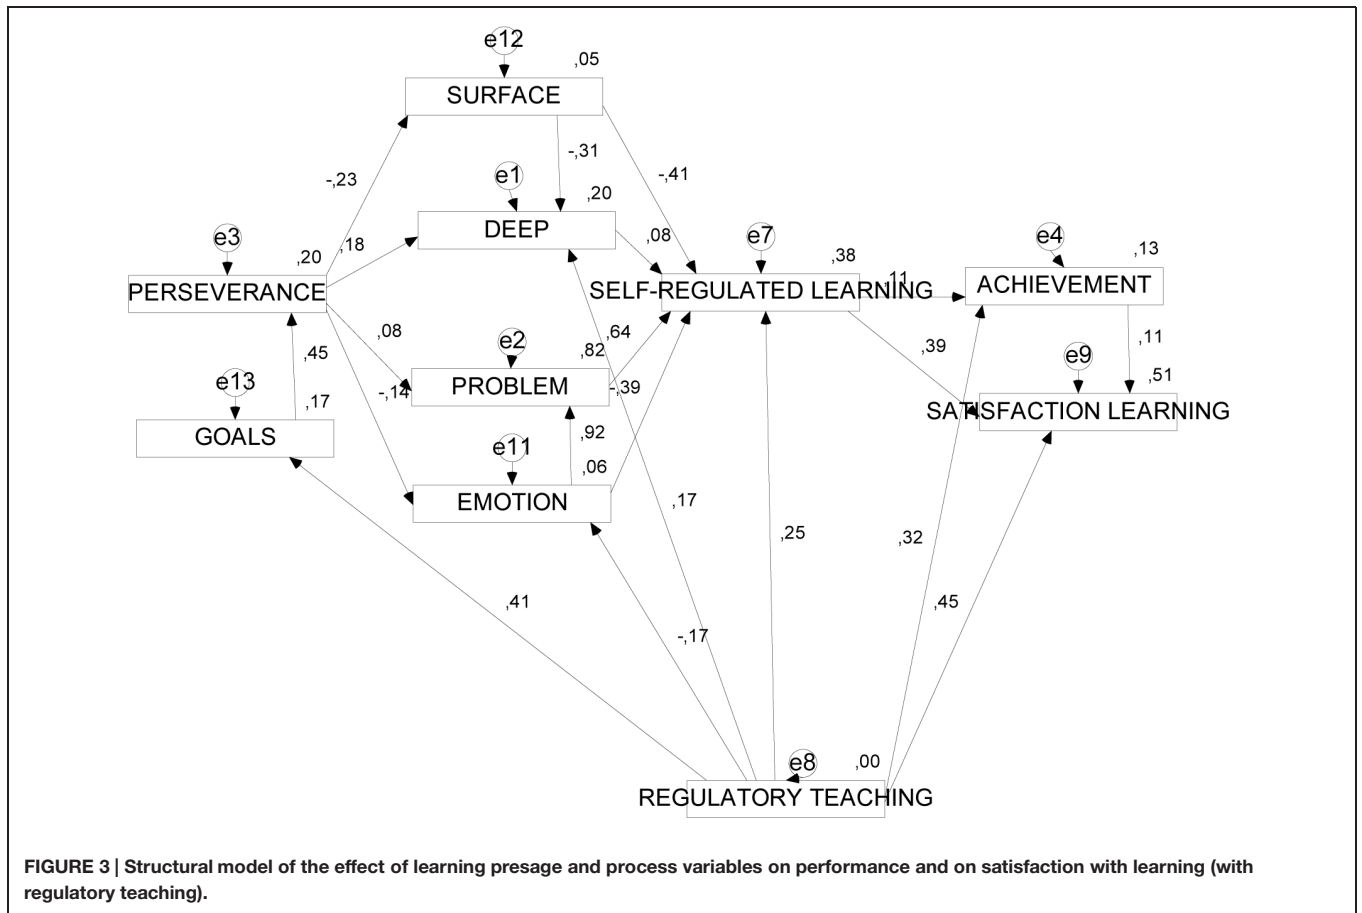 e12
,05
SURFACE
-,31
-,41
-,23
e1
,20
DEEP
,08
e3
,20
,18
PERSEVERANCE
e7
,38
SELF-REGULATED LEARNING
,11
e4
,13
ACHIEVEMENT
,08
e2
,82
,64
PROBLEM
-,39
-,14
,45
e13
,17
GOALS
,39
,11
e9
,51
SATISFACTION LEARNING
,92
e11
,06
EMOTION
,17
,25
,32
,41
-,17
,45
e8
,00
REGULATORY TEACHING
FIGURE 3 | Structural model of the effect of learning presage and process variables on performance and on satisfaction with learning (with
regulatory teaching).